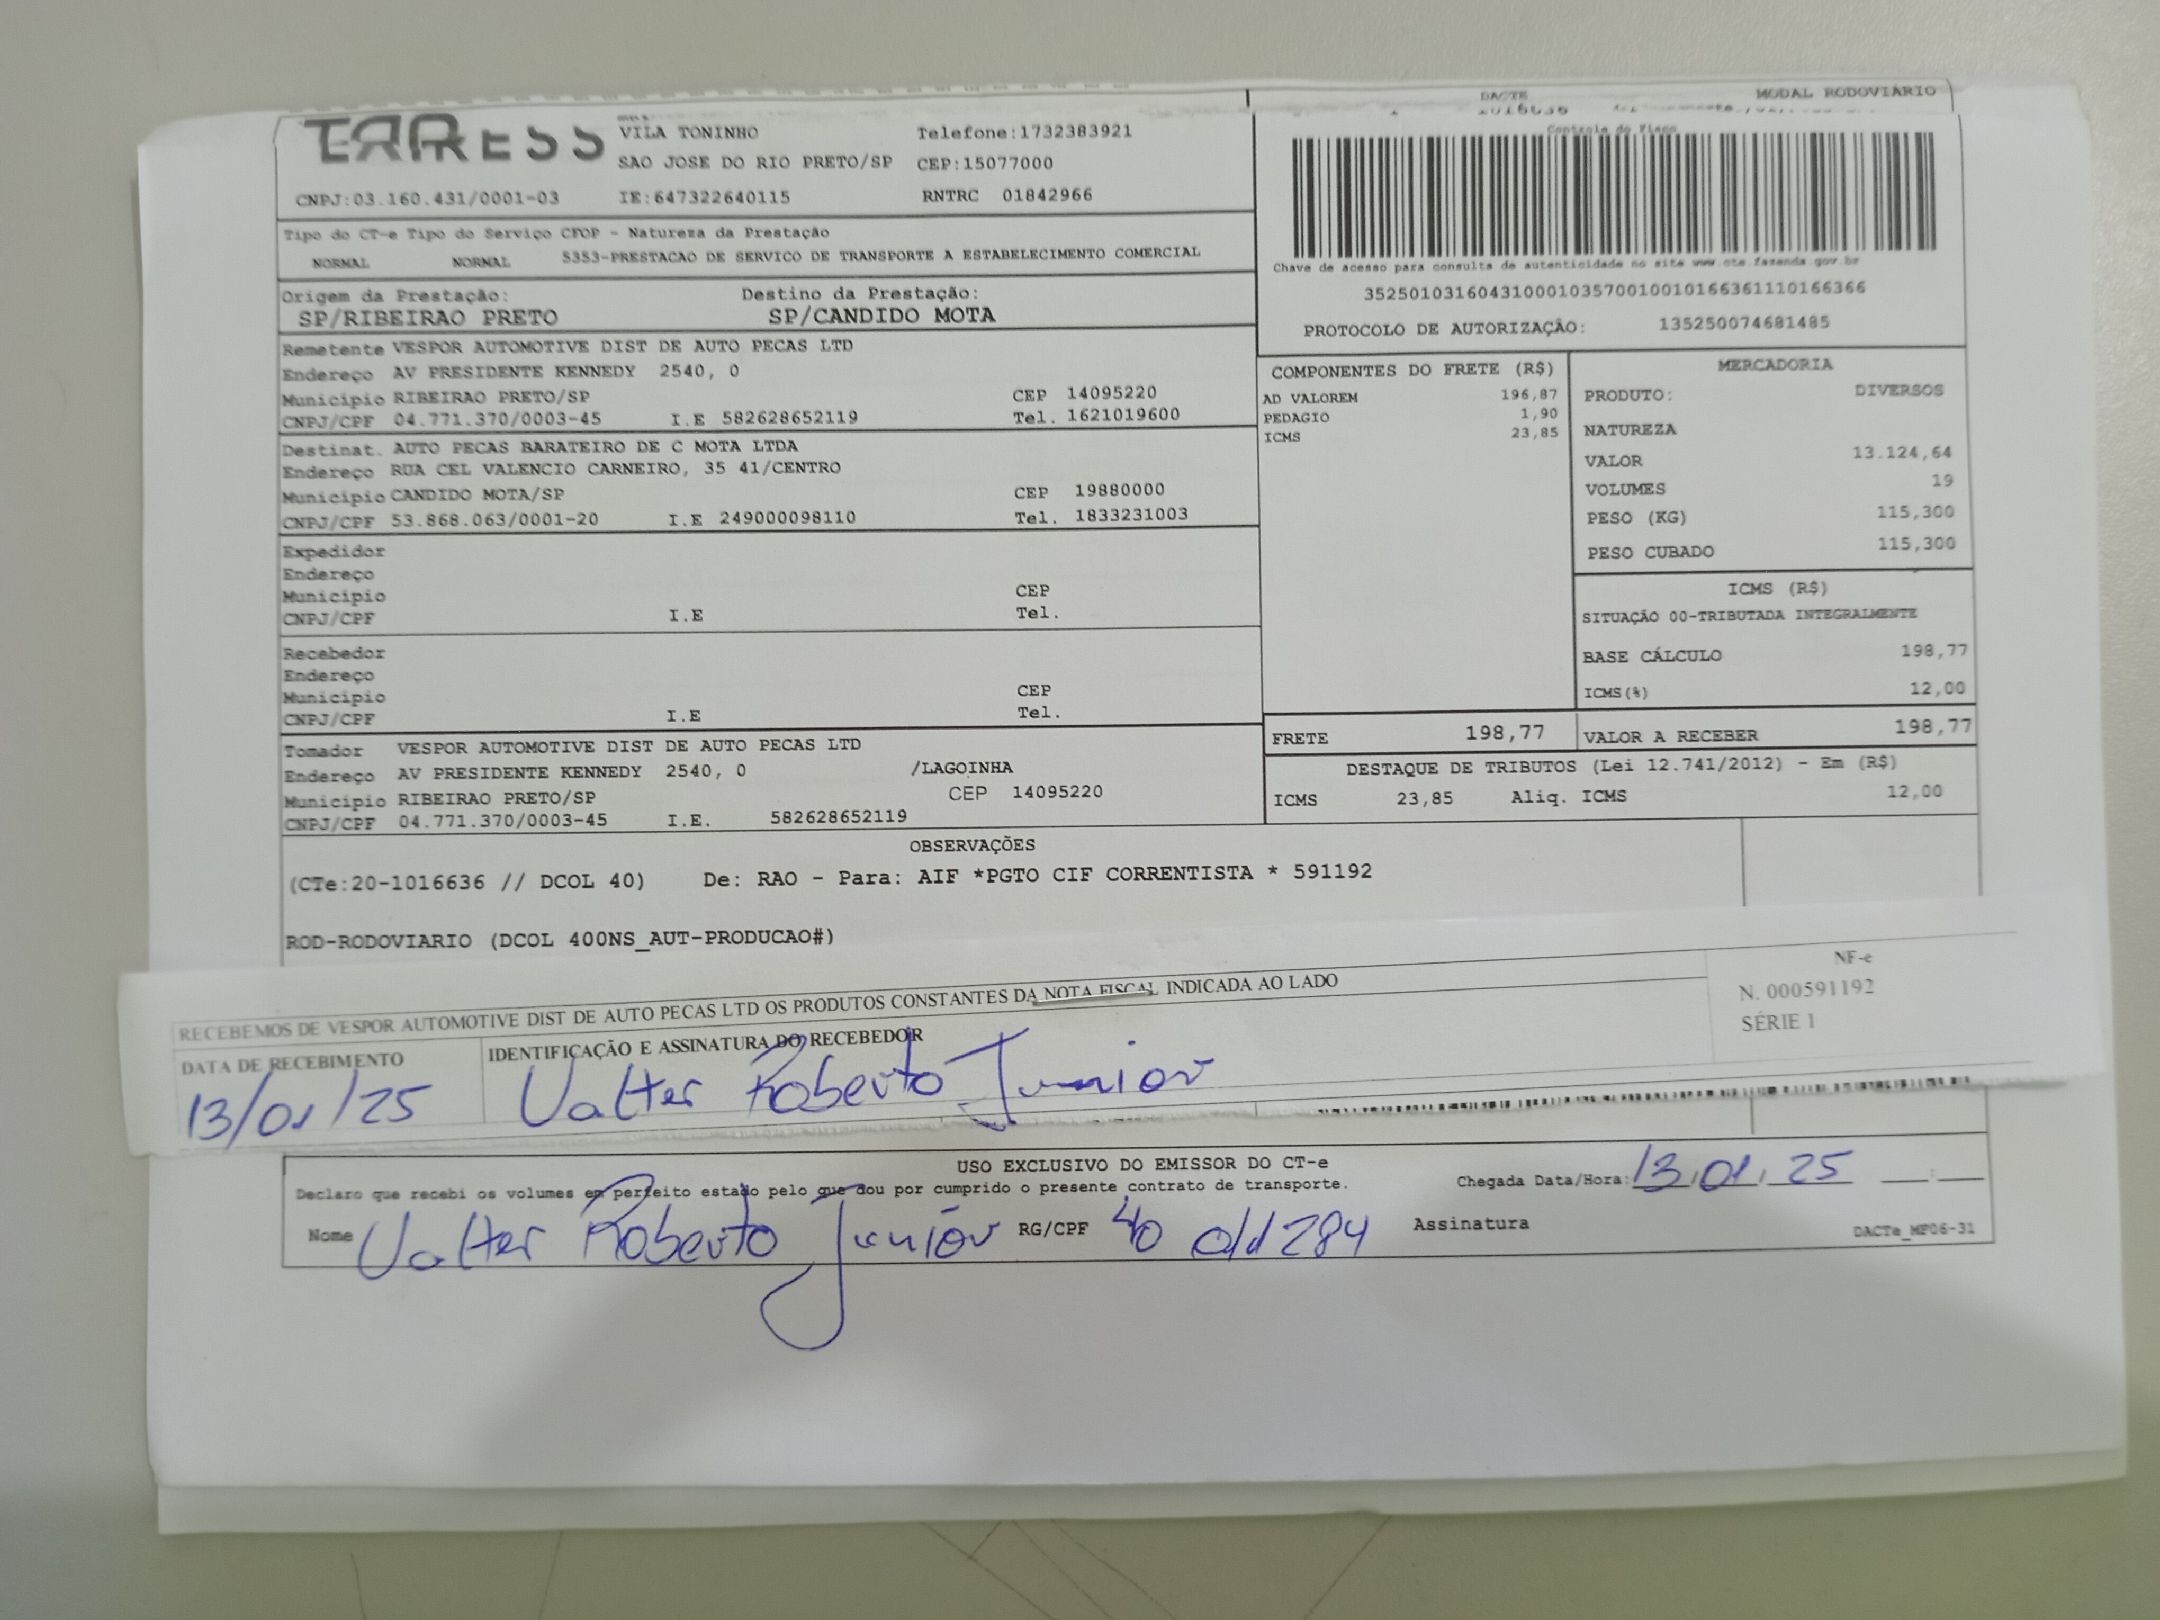 DACTE MODAL RODOVIÁRIO
VILA TONINHO Telefone:1732383921
SAO JOSE DO RIO PRETO/SP CEP:15077000
CNPJ:03.160.431/0001-03 IE:647322640115 RNTRC 01842966
Controle do Fisco
Tipo do CT-e Tipo do Serviço CFOP - Natureza da Prestação
NORMAL NORMAL 5353-PRESTACAO DE SERVICO DE TRANSPORTE A ESTABELECIMENTO COMERCIAL
Chave de acesso para consulta de autenticidade no site www.cte.fazenda.gov.br
35250103160431000103570010010166361110166366
PROTOCOLO DE AUTORIZAÇÃO: 135250074681485
Origem da Prestação: Destino da Prestação:
SP/RIBEIRAO PRETO SP/CANDIDO MOTA
Remetente VESPOR AUTOMOTIVE DIST DE AUTO PECAS LTD
Endereço AV PRESIDENTE KENNEDY 2540, 0
Município RIBEIRAO PRETO/SP CEP 14095220
CNPJ/CPF 04.771.370/0003-45 I.E 582628652119 Tel. 1621019600
Destinat. AUTO PECAS BARATEIRO DE C MOTA LTDA
Endereço RUA CEL VALENCIO CARNEIRO, 35 41/CENTRO
Município CANDIDO MOTA/SP CEP 19880000
CNPJ/CPF 53.868.063/0001-20 I.E 249000098110 Tel. 1833231003
Expedidor
Endereço
Município CEP
CNPJ/CPF I.E Tel.
Recebedor
Endereço
Município CEP
CNPJ/CPF I.E Tel.
Tomador VESPOR AUTOMOTIVE DIST DE AUTO PECAS LTD
Endereço AV PRESIDENTE KENNEDY 2540, 0 /LAGOINHA
Município RIBEIRAO PRETO/SP CEP 14095220
CNPJ/CPF 04.771.370/0003-45 I.E. 582628652119
COMPONENTES DO FRETE (R$)
AD VALOREM 196,87
PEDAGIO 1,90
ICMS 23,85
MERCADORIA
PRODUTO: DIVERSOS
NATUREZA
VALOR 13.124,64
VOLUMES 19
PESO (KG) 115,300
PESO CUBADO 115,300
ICMS (R$)
SITUAÇÃO 00-TRIBUTADA INTEGRALMENTE
BASE CÁLCULO 198,77
ICMS(%) 12,00
FRETE 198,77 VALOR A RECEBER 198,77
DESTAQUE DE TRIBUTOS (Lei 12.741/2012) - Em (R$)
ICMS 23,85 Aliq. ICMS 12,00
OBSERVAÇÕES
(CTe:20-1016636 // DCOL 40) De: RAO - Para: AIF *PGTO CIF CORRENTISTA * 591192
ROD-RODOVIARIO (DCOL 400NS_AUT-PRODUCAO#)
RECEBEMOS DE VESPOR AUTOMOTIVE DIST DE AUTO PECAS LTD OS PRODUTOS CONSTANTES DA NOTA FISCAL INDICADA AO LADO
NF-e
N. 000591192
SÉRIE 1
DATA DE RECEBIMENTO IDENTIFICAÇÃO E ASSINATURA DO RECEBEDOR
13/01/25 Valter Roberto Junior
USO EXCLUSIVO DO EMISSOR DO CT-e
Declaro que recebi os volumes em perfeito estado pelo que dou por cumprido o presente contrato de transporte. Chegada Data/Hora: 13/01/25
Nome Valter Roberto Junior RG/CPF 40 284 Assinatura
DACTe_MF06-31